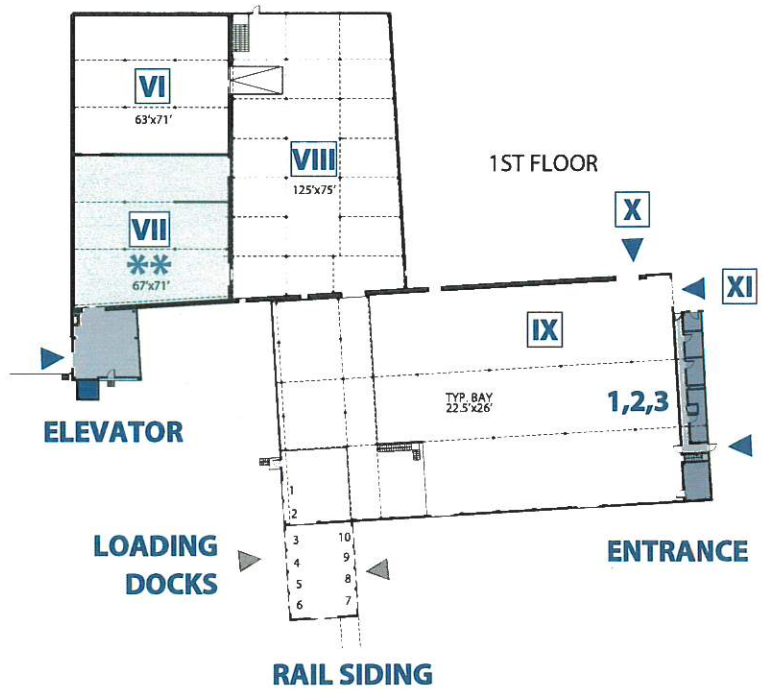 VI
63'x71'
VIII
125'x75'
1ST FLOOR
VII
**
67'x71'
X
XI
IX
TYP. BAY
22.5'x26'
1,2,3
ELEVATOR
1
2
LOADING
DOCKS
3
4
5
6
10
9
8
7
ENTRANCE
RAIL SIDING